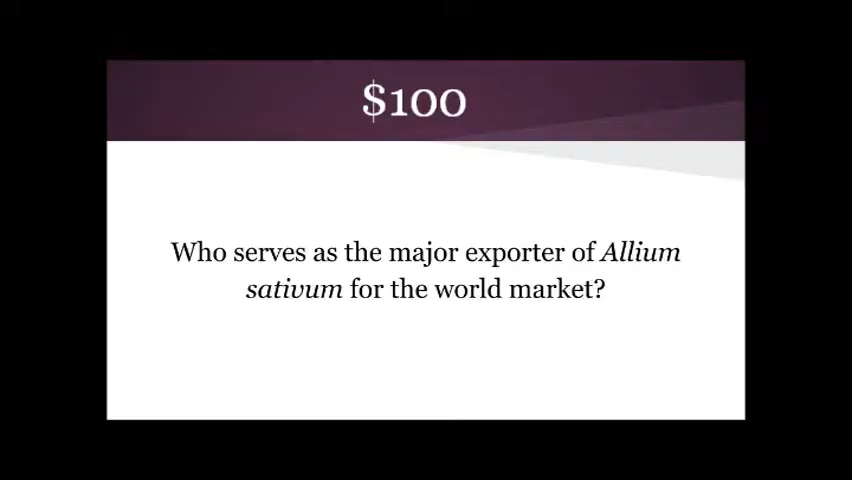 $100
Who serves as the major exporter of Allium
sativum for the world market?